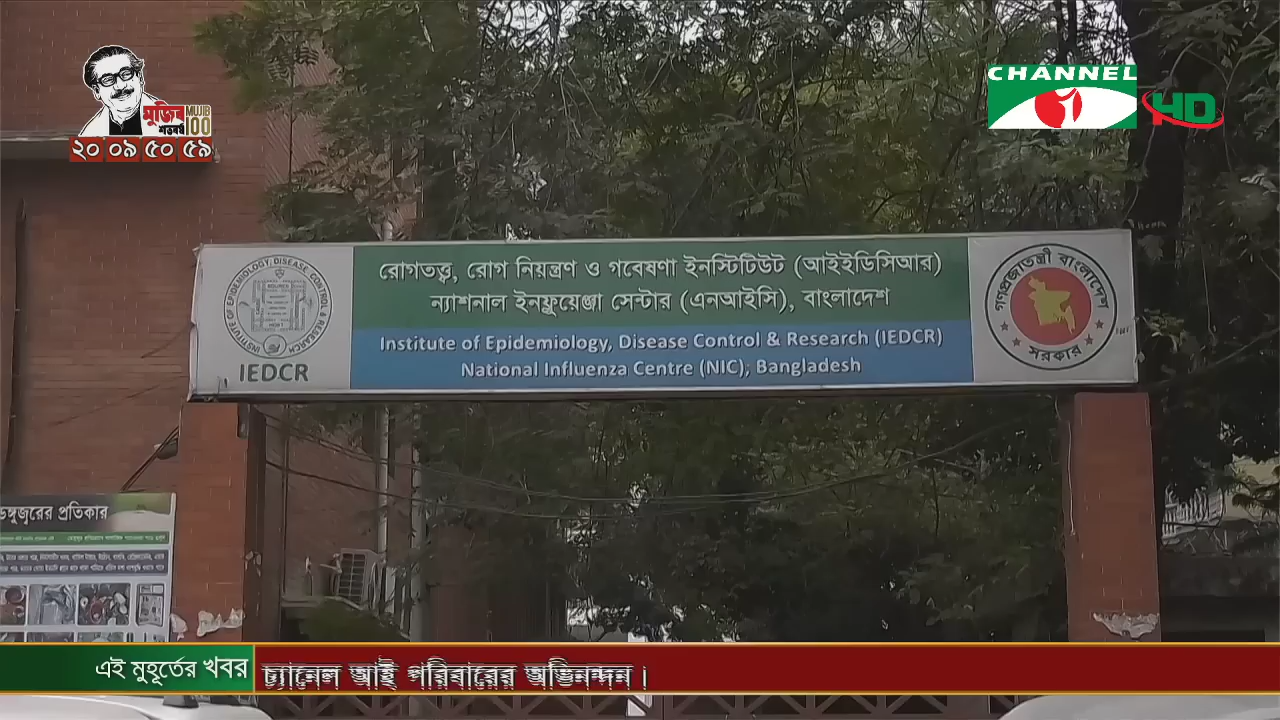 মুজিব
শতবর্ষ
MUJIB
100
২০ ০৯ ৫০ ৫৯
CHANNEL
HD
রোগতত্ত্ব, রোগ নিয়ন্ত্রণ ও গবেষণা ইনস্টিটিউট (আইইডিসিআর)
ন্যাশনাল ইনফ্লুয়েঞ্জা সেন্টার (এনআইসি), বাংলাদেশ
Institute of Epidemiology, Disease Control & Research (IEDCR)
National Influenza Centre (NIC), Bangladesh
INSTITUTE OF EPIDEMIOLOGY, DISEASE CONTROL & RESEARCH
IEDCR
গণপ্রজাতন্ত্রী বাংলাদেশ
সরকার
ডেঙ্গুজ্বরের প্রতিকার
এই মুহূর্তের খবর
চ্যানেল আই পরিবারের অভিনন্দন।